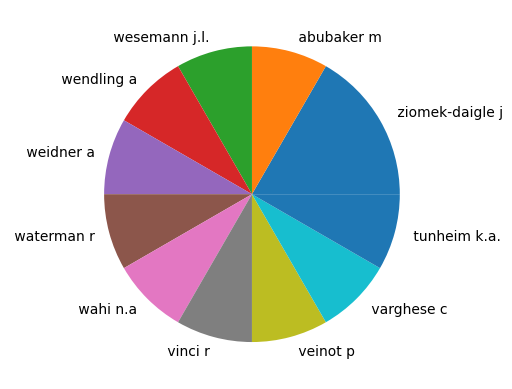 wesemann j.l.
abubaker m
wendling a
ziomek-daigle j
weidner a
waterman r
tunheim k.a.
wahi n.a
varghese c
vinci r
veinot p